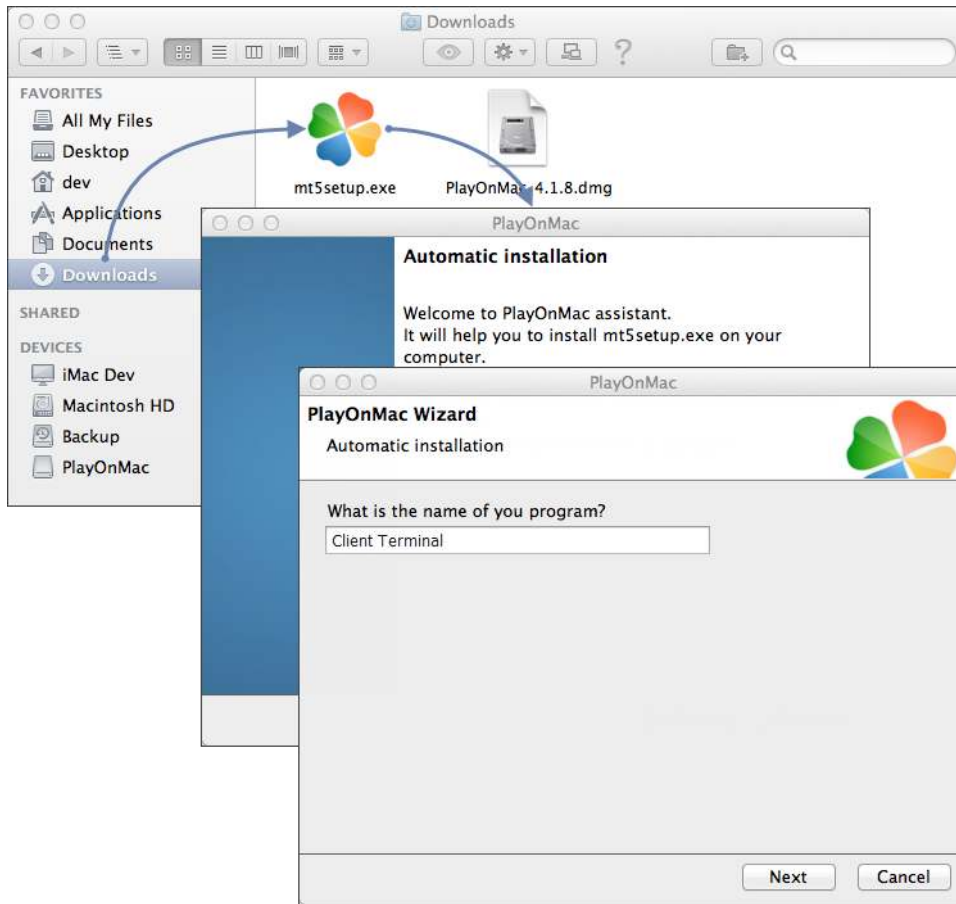 Downloads
FAVORITES
All My Files
Desktop
dev
Applications
Documents
Downloads
SHARED
DEVICES
iMac Dev
Macintosh HD
Backup
PlayOnMac
mt5setup.exe
PlayOnMac_4.1.8.dmg
PlayOnMac
Automatic installation
Welcome to PlayOnMac assistant.
It will help you to install mt5setup.exe on your
computer.
PlayOnMac
PlayOnMac Wizard
Automatic installation
What is the name of you program?
Client Terminal
Next
Cancel